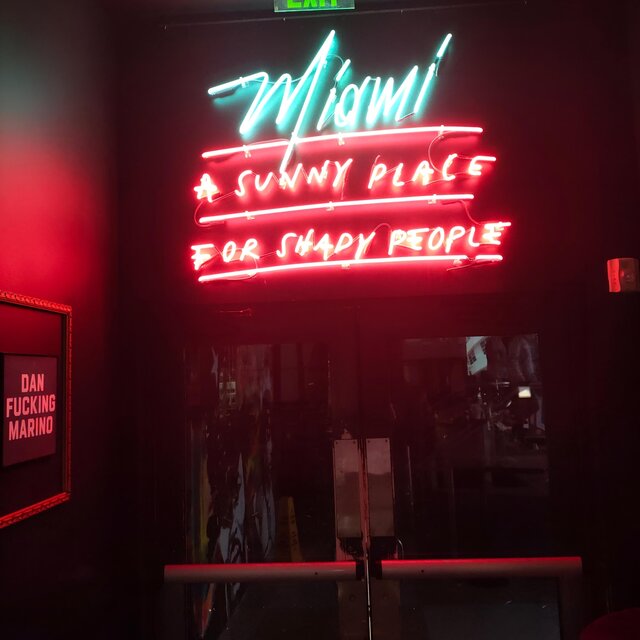 EXIT
Miami
A SUNNY PLACE
FOR SHADY PEOPLE
DAN
FUCKING
MARINO